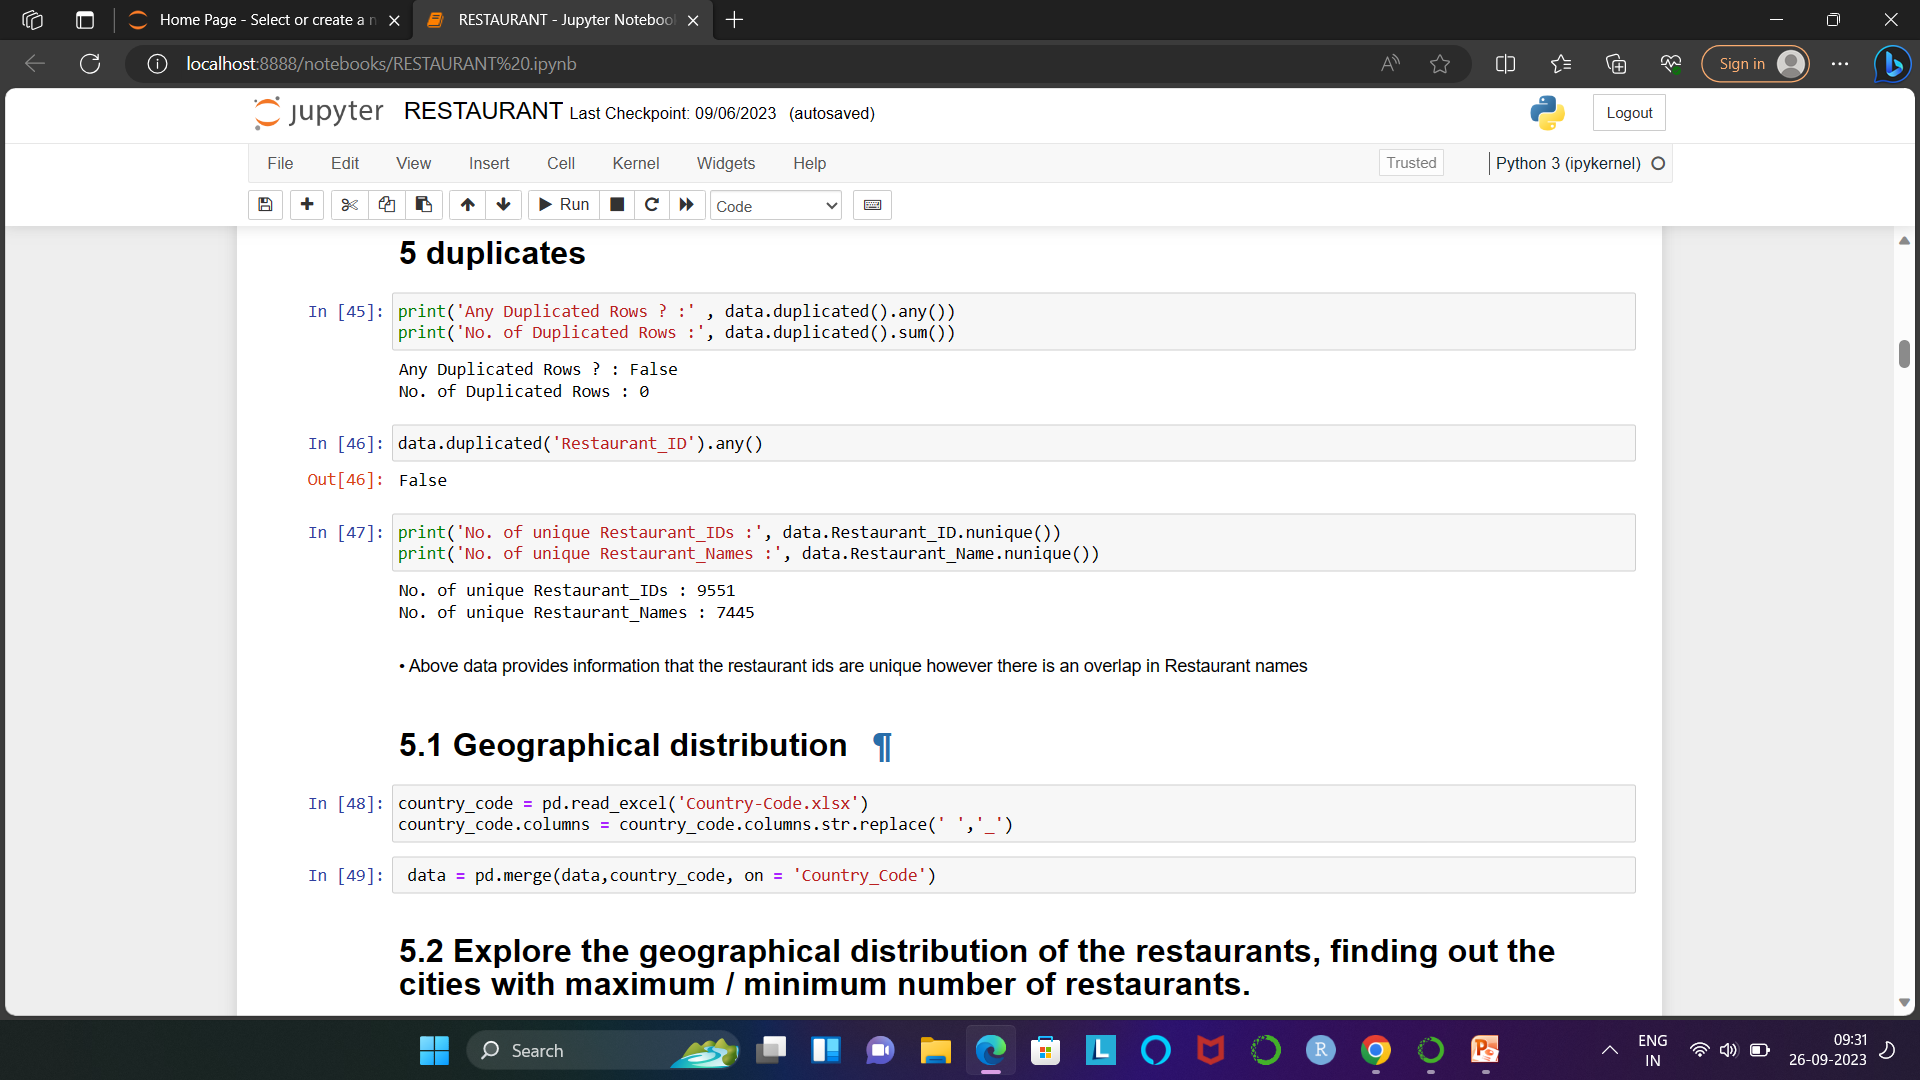 Home Page - Select or create a n
RESTAURANT - Jupyter Noteboo
localhost:8888/notebooks/RESTAURANT%20.ipynb
Sign in
jupyter RESTAURANT Last Checkpoint: 09/06/2023 (autosaved)
Logout
File Edit View Insert Cell Kernel Widgets Help
Trusted
Python 3 (ipykernel)
Run
Code
5 duplicates
In [45]: print('Any Duplicated Rows ? :' , data.duplicated().any())
print('No. of Duplicated Rows :', data.duplicated().sum())
Any Duplicated Rows ? : False
No. of Duplicated Rows : 0
In [46]: data.duplicated('Restaurant_ID').any()
Out[46]: False
In [47]: print('No. of unique Restaurant_IDs :', data.Restaurant_ID.nunique())
print('No. of unique Restaurant_Names :', data.Restaurant_Name.nunique())
No. of unique Restaurant_IDs : 9551
No. of unique Restaurant_Names : 7445
• Above data provides information that the restaurant ids are unique however there is an overlap in Restaurant names
5.1 Geographical distribution ¶
In [48]: country_code = pd.read_excel('Country-Code.xlsx')
country_code.columns = country_code.columns.str.replace(' ','_')
In [49]: data = pd.merge(data,country_code, on = 'Country_Code')
5.2 Explore the geographical distribution of the restaurants, finding out the
cities with maximum / minimum number of restaurants.
Search
L
R
ENG
IN
09:31
26-09-2023